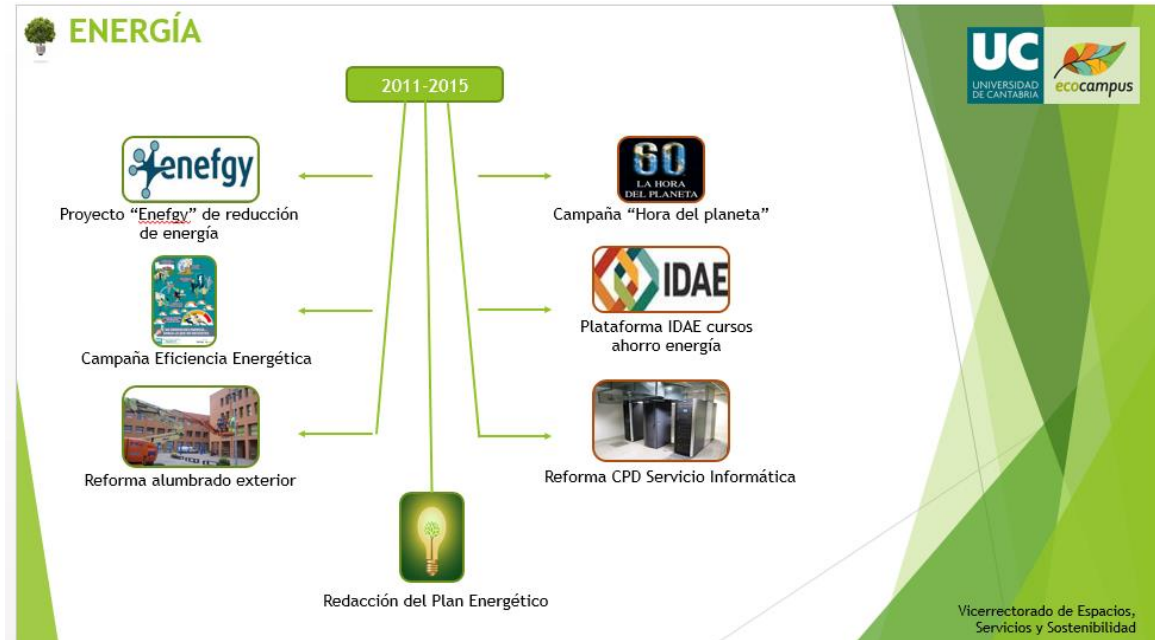 ENERGÍA
UC
UNIVERSIDAD
DE CANTABRIA
ecocampus
2011-2015
enefgy
Proyecto “Enefgy” de reducción
de energía
60
LA HORA
DEL PLANETA
Campaña “Hora del planeta”
Campaña Eficiencia Energética
IDAE
Plataforma IDAE cursos
ahorro energía
Reforma alumbrado exterior
Reforma CPD Servicio Informática
Redacción del Plan Energético
Vicerrectorado de Espacios,
Servicios y Sostenibilidad